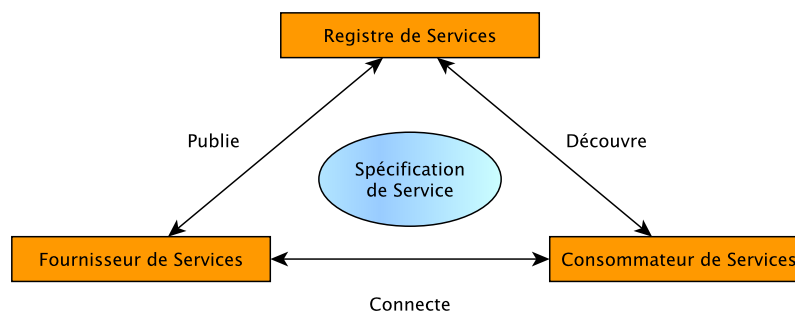 Registre de Services
Publie
Découvre
Spécification
de Service
Fournisseur de Services
Consommateur de Services
Connecte